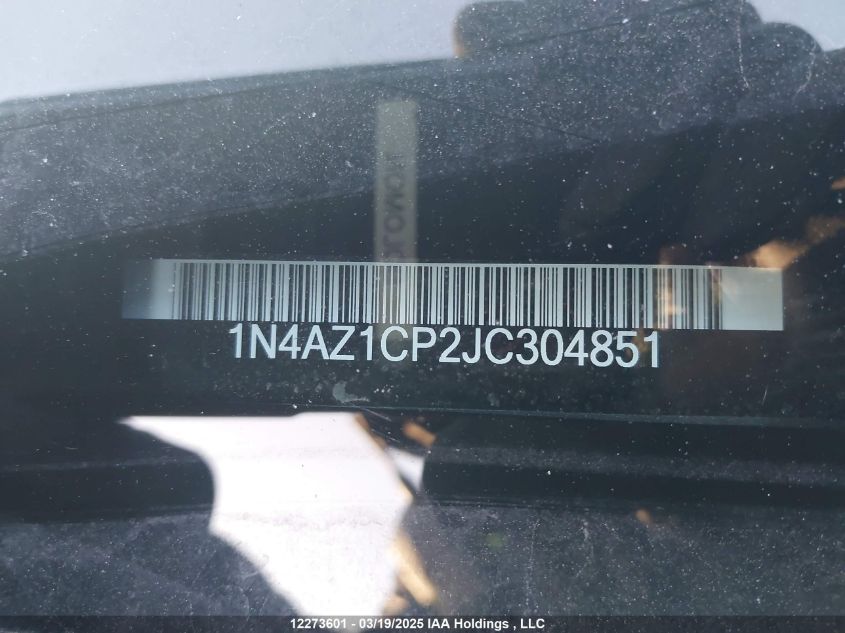 1N4AZ1CP2JC304851
12273601 - 03/19/2025 IAA Holdings , LLC